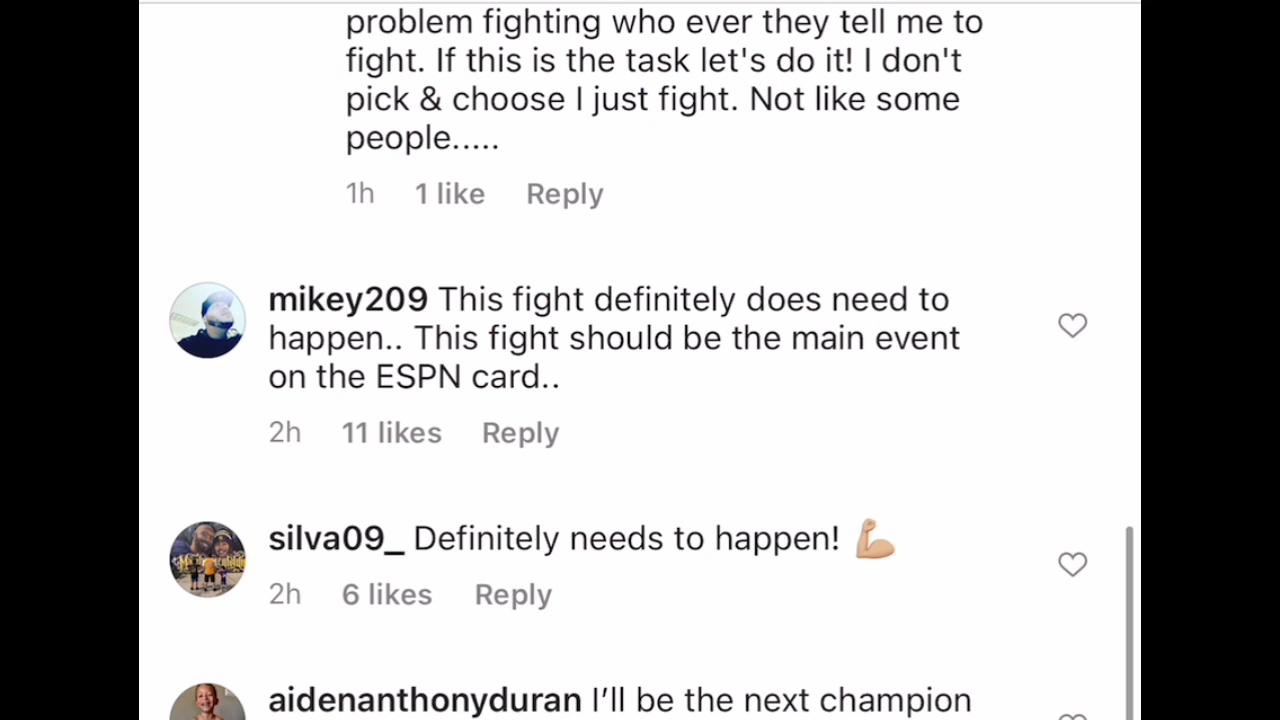 problem fighting who ever they tell me to
fight. If this is the task let's do it! I don't
pick & choose I just fight. Not like some
people.....
1h 1 like Reply
mikey209 This fight definitely does need to
happen.. This fight should be the main event
on the ESPN card..
2h 11 likes Reply
silva09_ Definitely needs to happen! 💪🏼
2h 6 likes Reply
aidenanthonyduran I’ll be the next champion